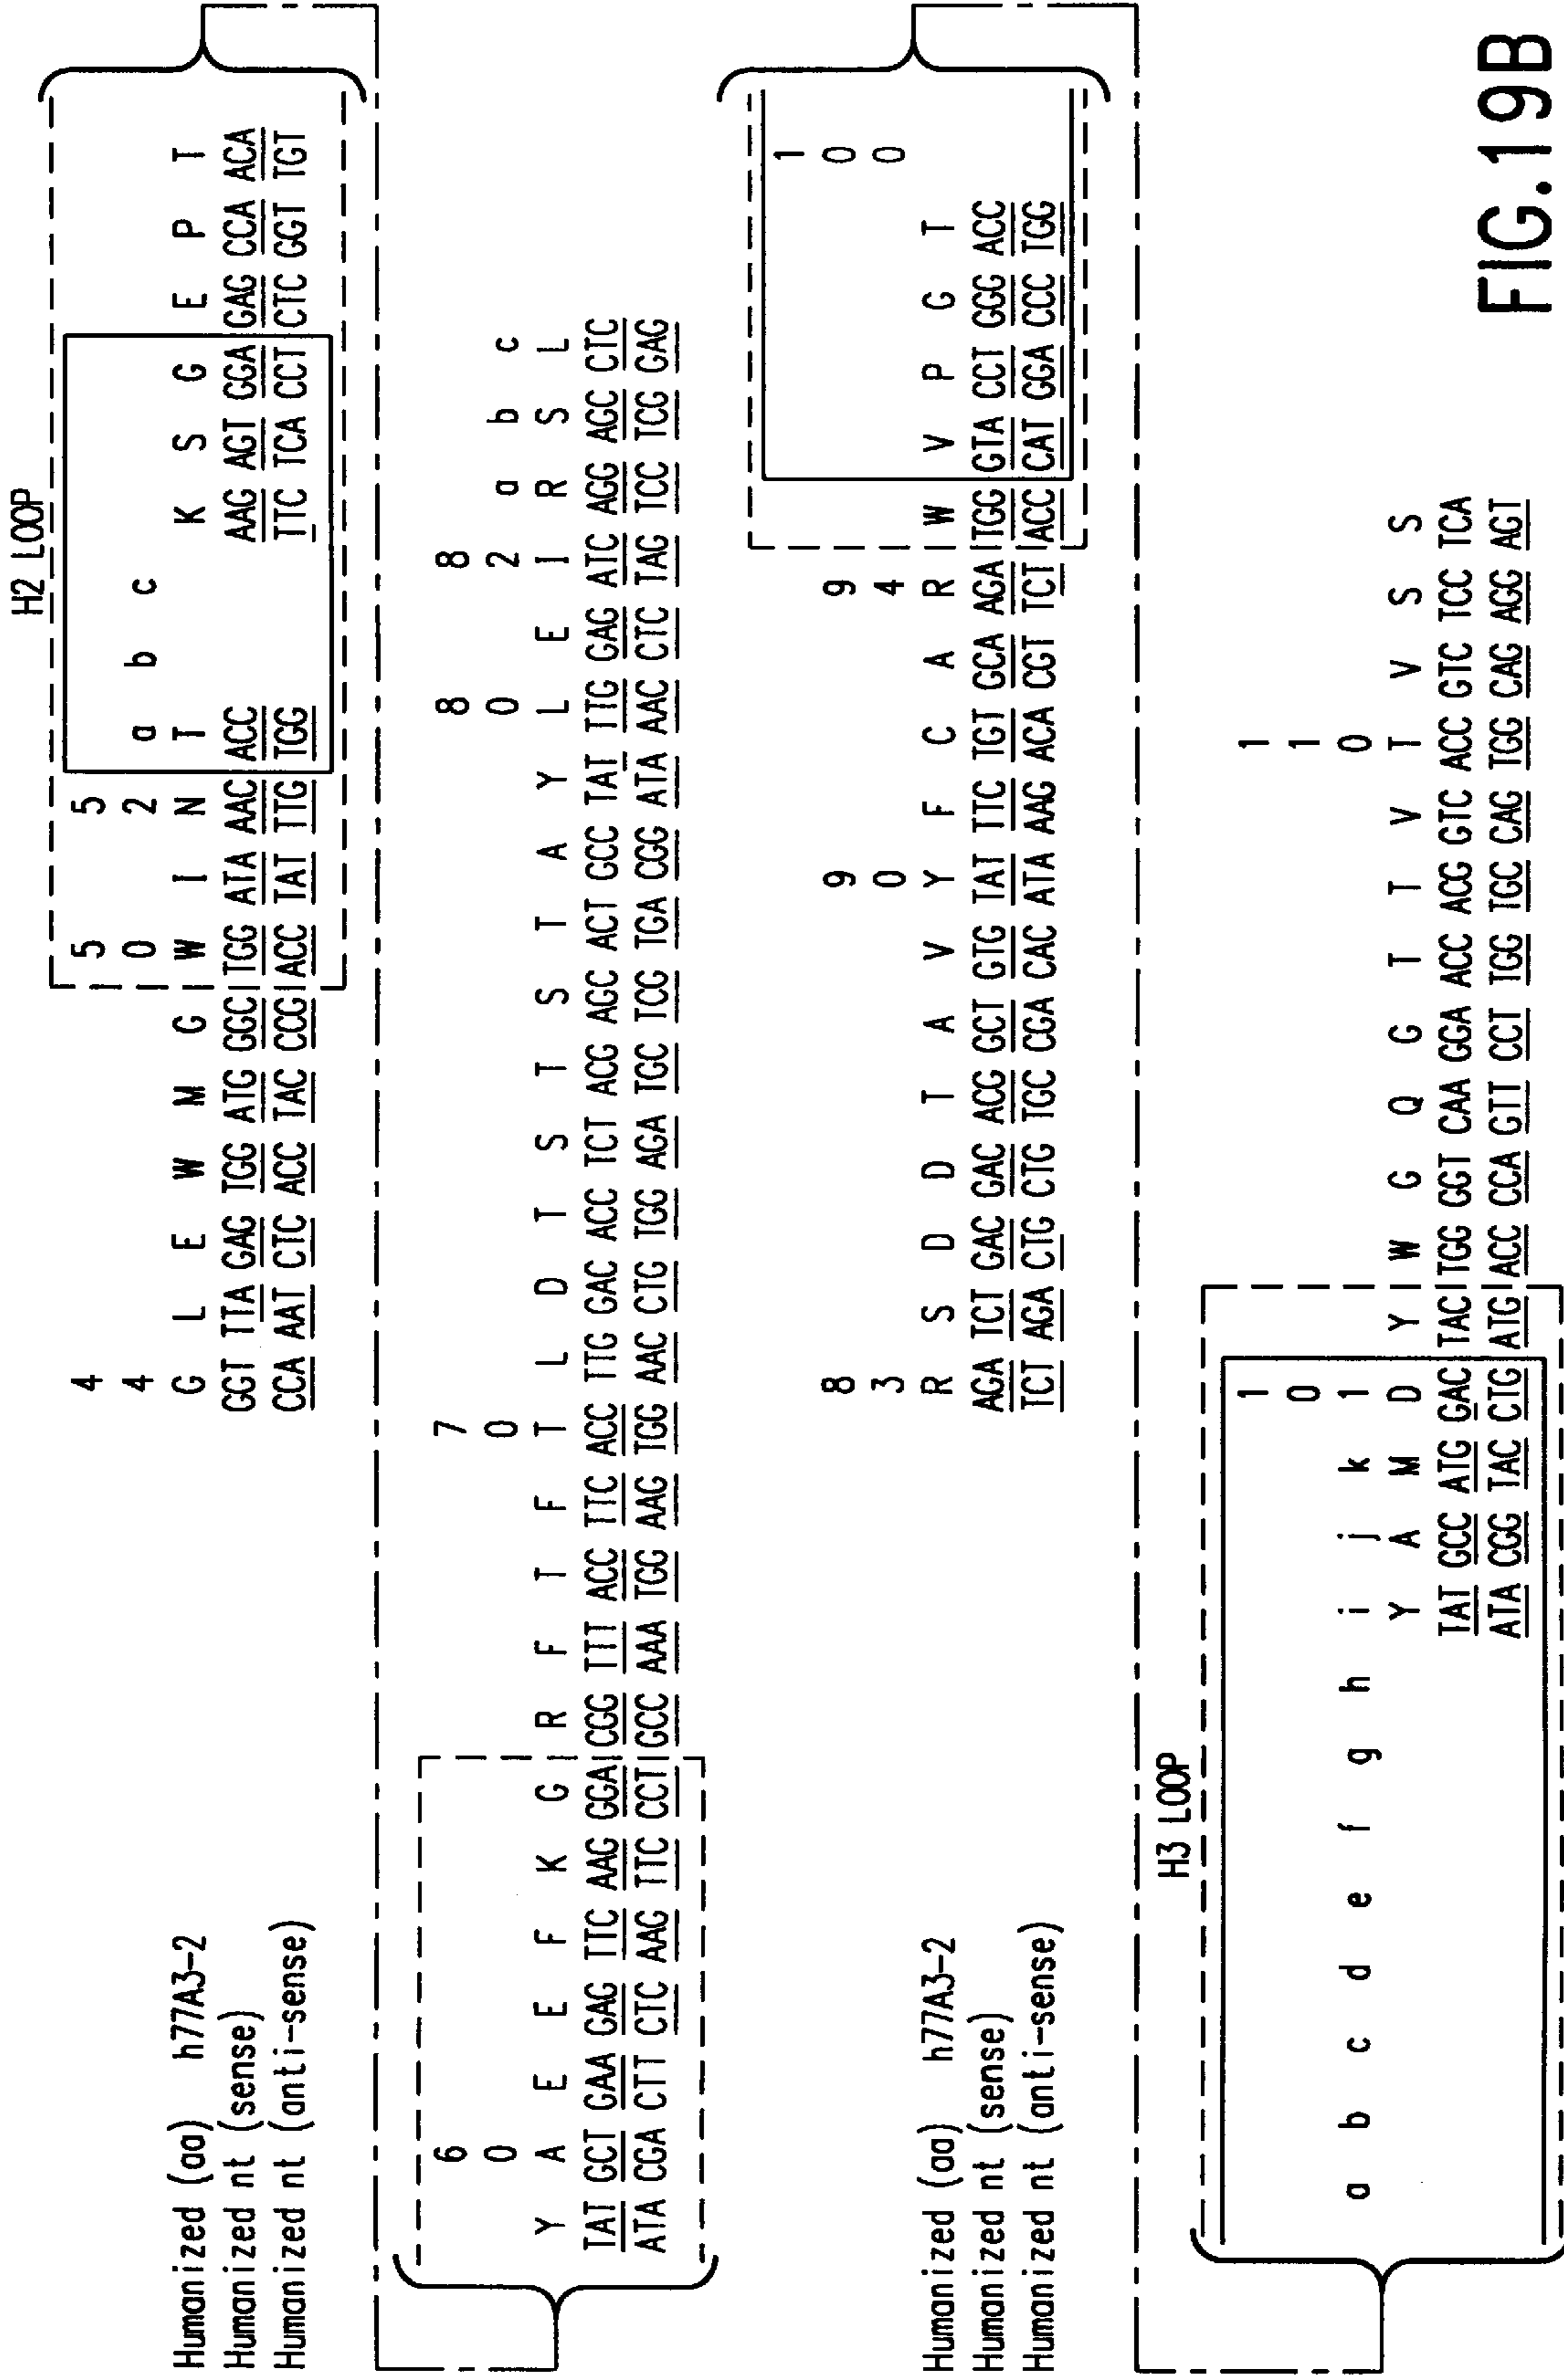 H2 LOOP
4 5 5
4 0 2 a b c
Humanized (aa) h77A3-2 G L E W M G W I N T K S G E P T
Humanized nt (sense) GGT TTA GAG TGG ATG GGC TGG ATA AAC ACC AAG AGT GGA GAG CCA ACA
Humanized nt (anti-sense) CCA AAT CTC ACC TAC CCG ACC TAT TTG TGG TTC TCA CCT CTC GGT TGT
6 7 8 8
0 0 0 2 a b c
Y A E E F K G R F T F T L D T S T S T A Y L E I R S L
TAT GCT GAA GAG TTC AAG GGA CGG TTT ACC TTC ACC TTG GAC ACC TCT ACG AGC ACT GCC TAT TTG GAG ATC AGG AGC CTC
ATA CGA CTT CTC AAG TTC CCT GCC AAA TGG AAG TGG AAC CTG TGG AGA TGC TCG TGA CGG ATA AAC CTC TAG TCC TCG GAG
1
8 9 9 0
3 0 4 0
Humanized (aa) h77A3-2 R S D D T A V Y F C A R W V P G T
Humanized nt (sense) AGA TCT GAC GAC ACG GCT GTG TAT TTC TGT GCA AGA TGG GTA CCT GGG ACC
Humanized nt (anti-sense) TCT AGA CTG CTG TGC CGA CAC ATA AAG ACA CGT TCT ACC CAT GGA CCC TGG
H3 LOOP
1 1
0 1
a b c d e f g h i j k 1 0
Y A M D Y W G Q G T T V T V S S
TAT GCC ATG GAC TAC TGG GGT CAA GGA ACC ACG GTC ACC GTC TCC TCA
ATA CGG TAC CTG ATG ACC CCA GTT CCT TGG TGC CAG TGG CAG AGG AGT
FIG.19B